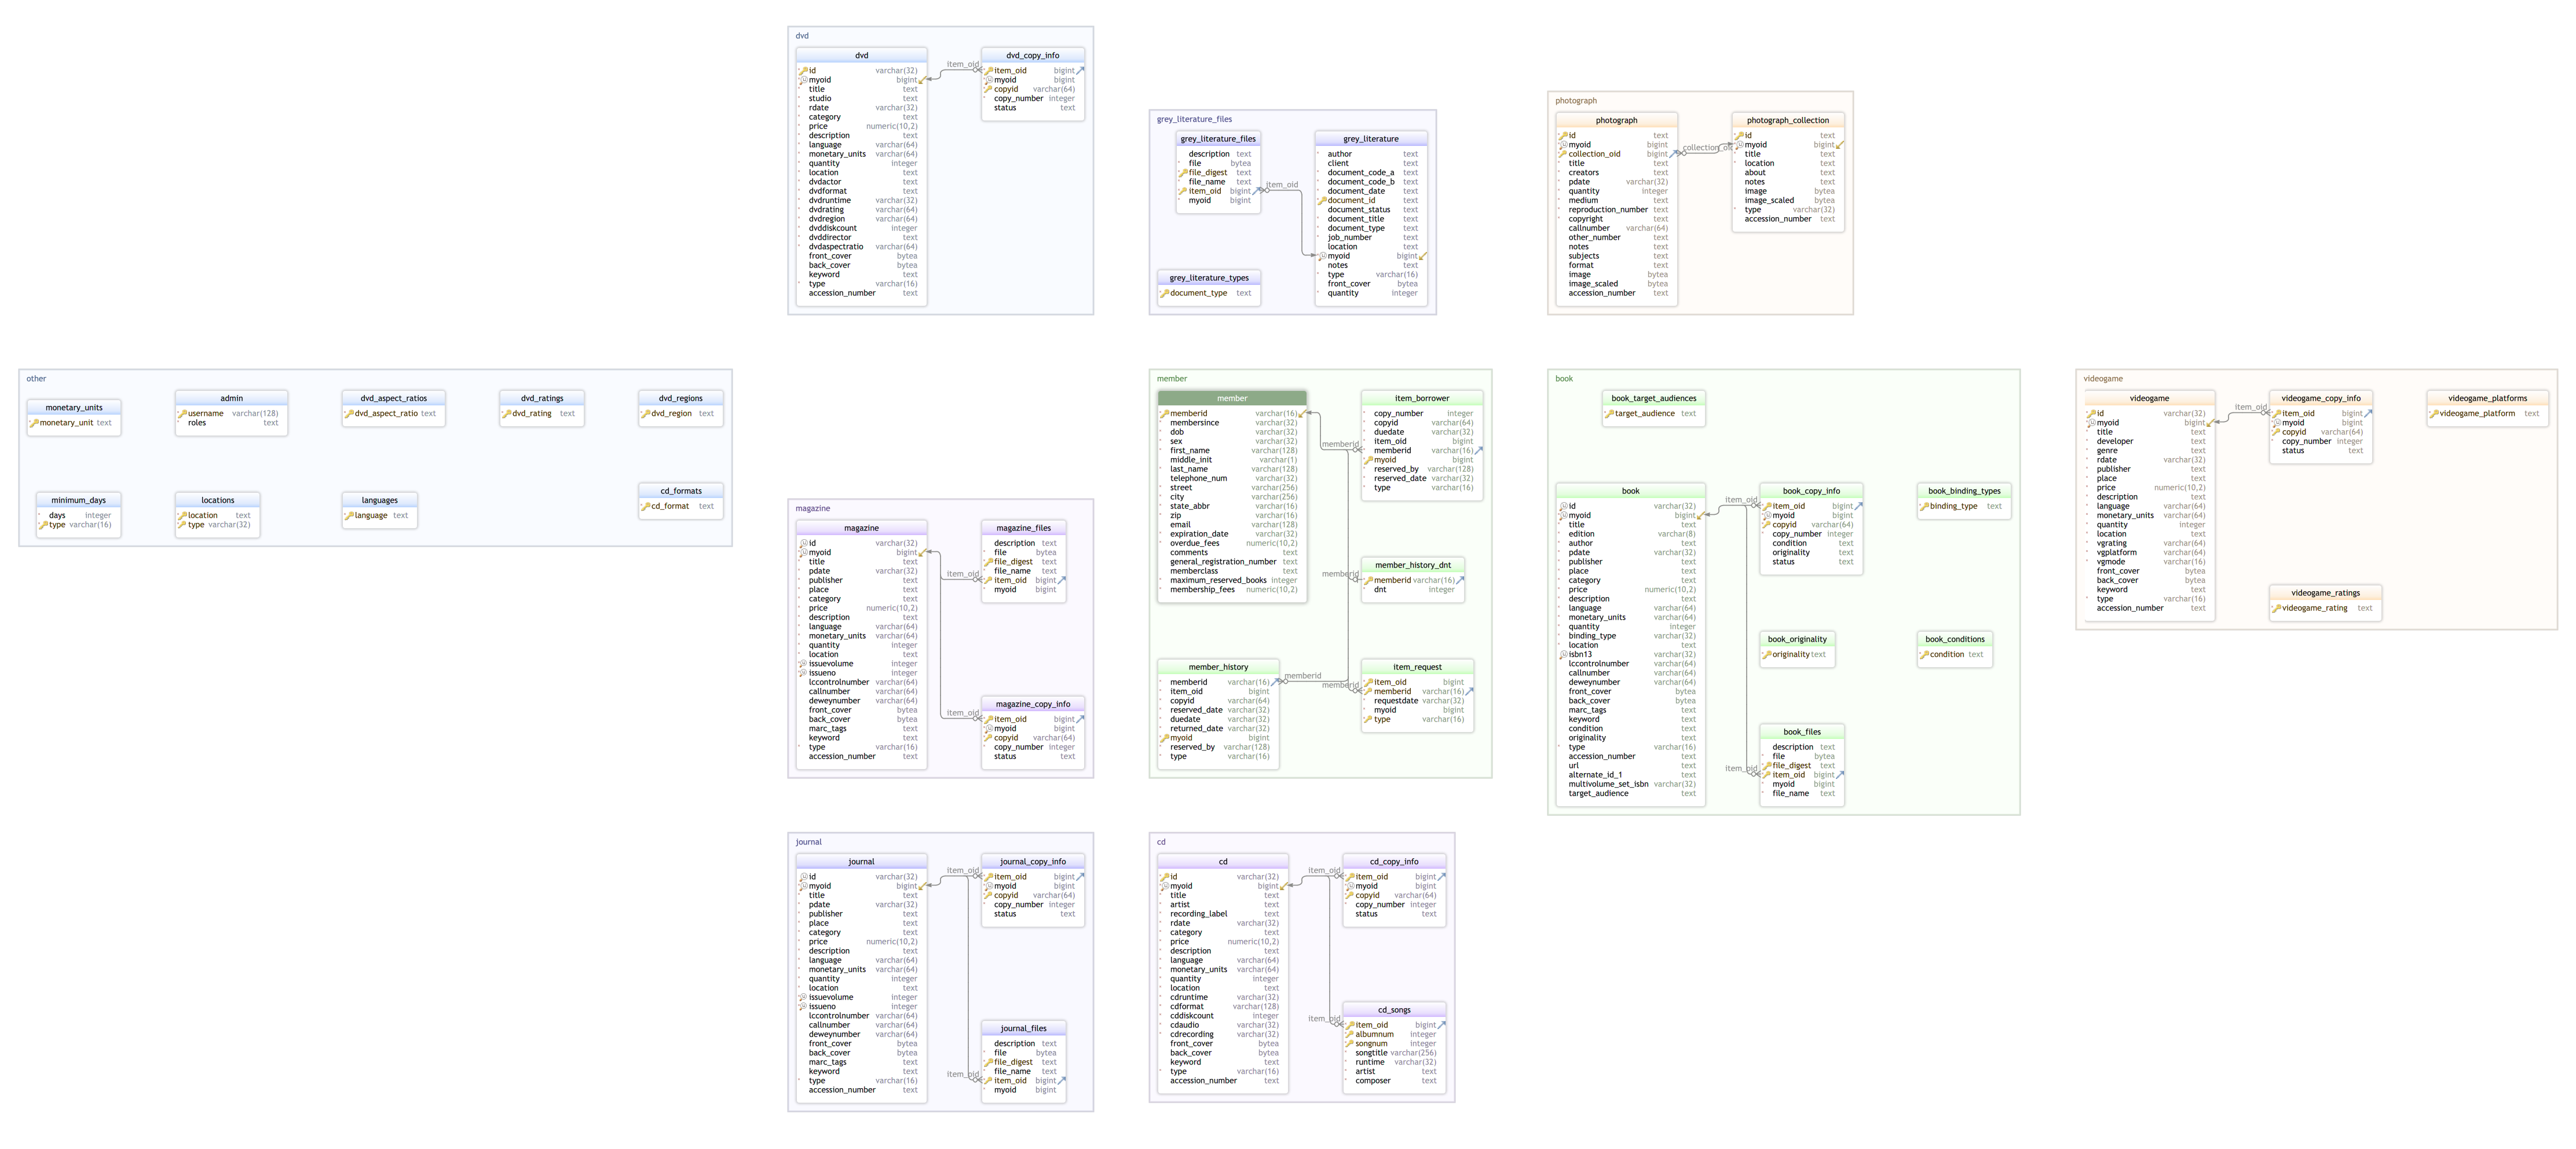 dvd
dvd
id varchar(32)
myoid bigint
title text
studio text
rdate varchar(32)
category text
price numeric(10,2)
description text
language varchar(64)
monetary_units varchar(64)
quantity integer
location text
dvdactor text
dvdformat text
dvdruntime varchar(32)
dvdrating varchar(64)
dvdregion varchar(64)
dvddiskcount integer
dvddirector text
dvdaspectratio varchar(64)
front_cover bytea
back_cover bytea
keyword text
type varchar(16)
accession_number text
item_oid
dvd_copy_info
item_oid bigint
myoid bigint
copyid varchar(64)
copy_number integer
status text
grey_literature_files
grey_literature_files
description text
file bytea
file_digest text
file_name text
item_oid bigint
myoid bigint
item_oid
grey_literature_types
document_type text
grey_literature
author text
client text
document_code_a text
document_code_b text
document_date text
document_id text
document_status text
document_title text
document_type text
job_number text
location text
myoid bigint
notes text
type varchar(16)
front_cover bytea
quantity integer
photograph
photograph
id text
myoid bigint
collection_oid bigint
title text
creators text
pdate varchar(32)
quantity integer
medium text
reproduction_number text
copyright text
callnumber varchar(64)
other_number text
notes text
subjects text
format text
image bytea
image_scaled bytea
accession_number text
collection_oid
photograph_collection
id text
myoid bigint
title text
location text
about text
notes text
image bytea
image_scaled bytea
type varchar(32)
accession_number text
other
monetary_units
monetary_unit text
admin
username varchar(128)
roles text
dvd_aspect_ratios
dvd_aspect_ratio text
dvd_ratings
dvd_rating text
dvd_regions
dvd_region text
minimum_days
days integer
type varchar(16)
locations
location text
type varchar(32)
languages
language text
cd_formats
cd_format text
magazine
magazine
id varchar(32)
myoid bigint
title text
pdate varchar(32)
publisher text
place text
category text
price numeric(10,2)
description text
language varchar(64)
monetary_units varchar(64)
quantity integer
location text
issuevolume integer
issueno integer
lccontrolnumber varchar(64)
callnumber varchar(64)
deweynumber varchar(64)
front_cover bytea
back_cover bytea
marc_tags text
keyword text
type varchar(16)
accession_number text
item_oid
magazine_files
description text
file bytea
file_digest text
file_name text
item_oid bigint
myoid bigint
item_oid
magazine_copy_info
item_oid bigint
myoid bigint
copyid varchar(64)
copy_number integer
status text
member
member
memberid varchar(16)
membersince varchar(32)
dob varchar(32)
sex varchar(32)
first_name varchar(128)
middle_init varchar(1)
last_name varchar(128)
telephone_num varchar(32)
street varchar(256)
city varchar(256)
state_abbr varchar(16)
zip varchar(16)
email varchar(128)
expiration_date varchar(32)
overdue_fees numeric(10,2)
comments text
general_registration_number text
memberclass text
maximum_reserved_books integer
membership_fees numeric(10,2)
memberid
item_borrower
copy_number integer
copyid varchar(64)
duedate varchar(32)
item_oid bigint
memberid varchar(16)
myoid bigint
reserved_by varchar(128)
reserved_date varchar(32)
type varchar(16)
memberid
member_history_dnt
memberid varchar(16)
dnt integer
member_history
memberid varchar(16)
item_oid bigint
copyid varchar(64)
reserved_date varchar(32)
duedate varchar(32)
returned_date varchar(32)
myoid bigint
reserved_by varchar(128)
type varchar(16)
memberid
memberid
item_request
item_oid bigint
memberid varchar(16)
requestdate varchar(32)
myoid bigint
type varchar(16)
book
book_target_audiences
target_audience text
book
id varchar(32)
myoid bigint
title text
edition varchar(8)
author text
pdate varchar(32)
publisher text
place text
category text
price numeric(10,2)
description text
language varchar(64)
monetary_units varchar(64)
quantity integer
binding_type varchar(32)
location text
isbn13 varchar(32)
lccontrolnumber varchar(64)
callnumber varchar(64)
deweynumber varchar(64)
front_cover bytea
back_cover bytea
marc_tags text
keyword text
condition text
originality text
type varchar(16)
accession_number text
url text
alternate_id_1 text
multivolume_set_isbn varchar(32)
target_audience text
item_oid
book_copy_info
item_oid bigint
myoid bigint
copyid varchar(64)
copy_number integer
condition text
originality text
status text
book_binding_types
binding_type text
book_originality
originality text
book_conditions
condition text
item_oid
book_files
description text
file bytea
file_digest text
item_oid bigint
myoid bigint
file_name text
videogame
videogame
id varchar(32)
myoid bigint
title text
developer text
genre text
rdate varchar(32)
publisher text
place text
price numeric(10,2)
description text
language varchar(64)
monetary_units varchar(64)
quantity integer
location text
vgrating varchar(64)
vgplatform varchar(64)
vgmode varchar(64)
front_cover bytea
back_cover bytea
keyword text
type varchar(16)
accession_number text
item_oid
videogame_copy_info
item_oid bigint
myoid bigint
copyid varchar(64)
copy_number integer
status text
videogame_platforms
videogame_platform text
videogame_ratings
videogame_rating text
journal
journal
id varchar(32)
myoid bigint
title text
pdate varchar(32)
publisher text
place text
category text
price numeric(10,2)
description text
language varchar(64)
monetary_units varchar(64)
quantity integer
location text
issuevolume integer
issueno integer
lccontrolnumber varchar(64)
callnumber varchar(64)
deweynumber varchar(64)
front_cover bytea
back_cover bytea
marc_tags text
keyword text
type varchar(16)
accession_number text
item_oid
journal_copy_info
item_oid bigint
myoid bigint
copyid varchar(64)
copy_number integer
status text
item_oid
journal_files
description text
file bytea
file_digest text
file_name text
item_oid bigint
myoid bigint
cd
cd
id varchar(32)
myoid bigint
title text
artist text
recording_label text
rdate varchar(32)
category text
price numeric(10,2)
description text
language varchar(64)
monetary_units varchar(64)
quantity integer
location text
cdruntime varchar(32)
cdformat varchar(128)
cddiskcount integer
cdaudio varchar(32)
cdrecording varchar(32)
front_cover bytea
back_cover bytea
keyword text
type varchar(16)
accession_number text
item_oid
cd_copy_info
item_oid bigint
myoid bigint
copyid varchar(64)
copy_number integer
status text
item_oid
cd_songs
item_oid bigint
albumnum integer
songnum integer
songtitle varchar(256)
runtime varchar(32)
artist text
composer text